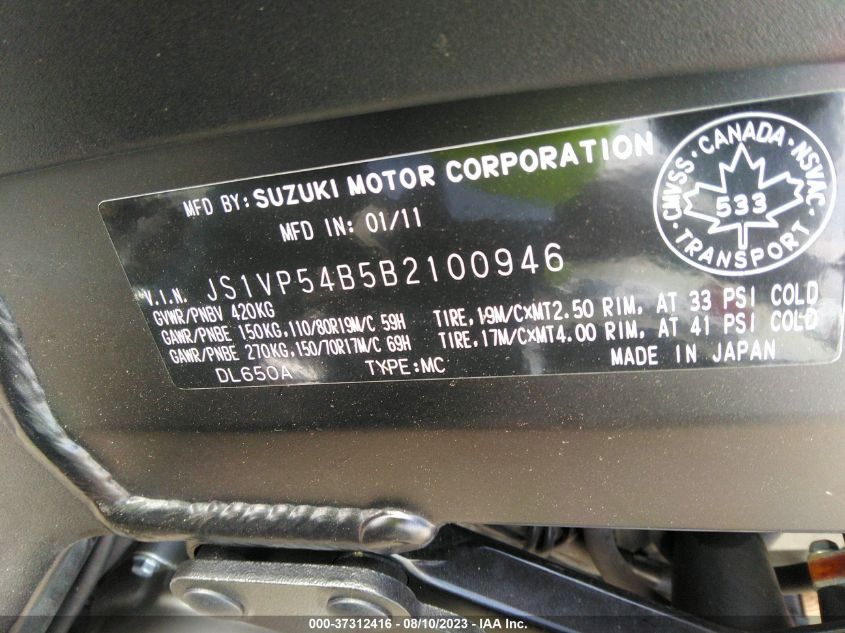 MFD BY: SUZUKI MOTOR CORPORATION
MFD IN: 01/11
V.I.N. JS1VP54B5B2100946
GVWR/PNBV 420KG
GAWR/PNBE 150KG,110/80R19M/C 59H TIRE,19M/C×MT2.50 RIM, AT 33 PSI COLD
GAWR/PNBE 270KG,150/70R17M/C 69H TIRE,17M/C×MT4.00 RIM, AT 41 PSI COLD
DL650A TYPE:MC MADE IN JAPAN
CMVSS · CANADA · NSVAC · TRANSPORT ·
533
000-37312416 - 08/10/2023 - IAA Inc.